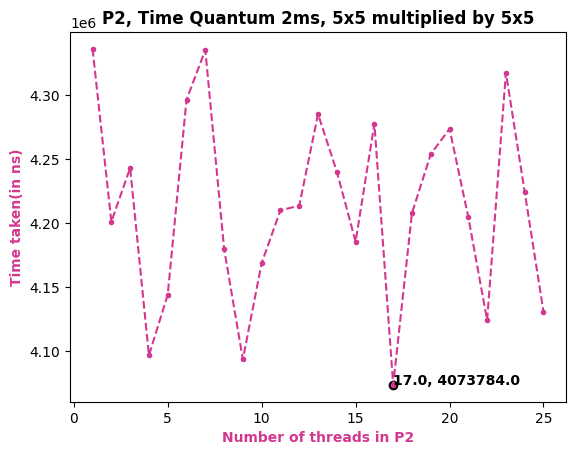 P2, Time Quantum 2ms, 5x5 multiplied by 5x5
1e6
4.30
4.25
4.20
4.15
4.10
Time taken(in ns)
17.0, 4073784.0
0 5 10 15 20 25
Number of threads in P2